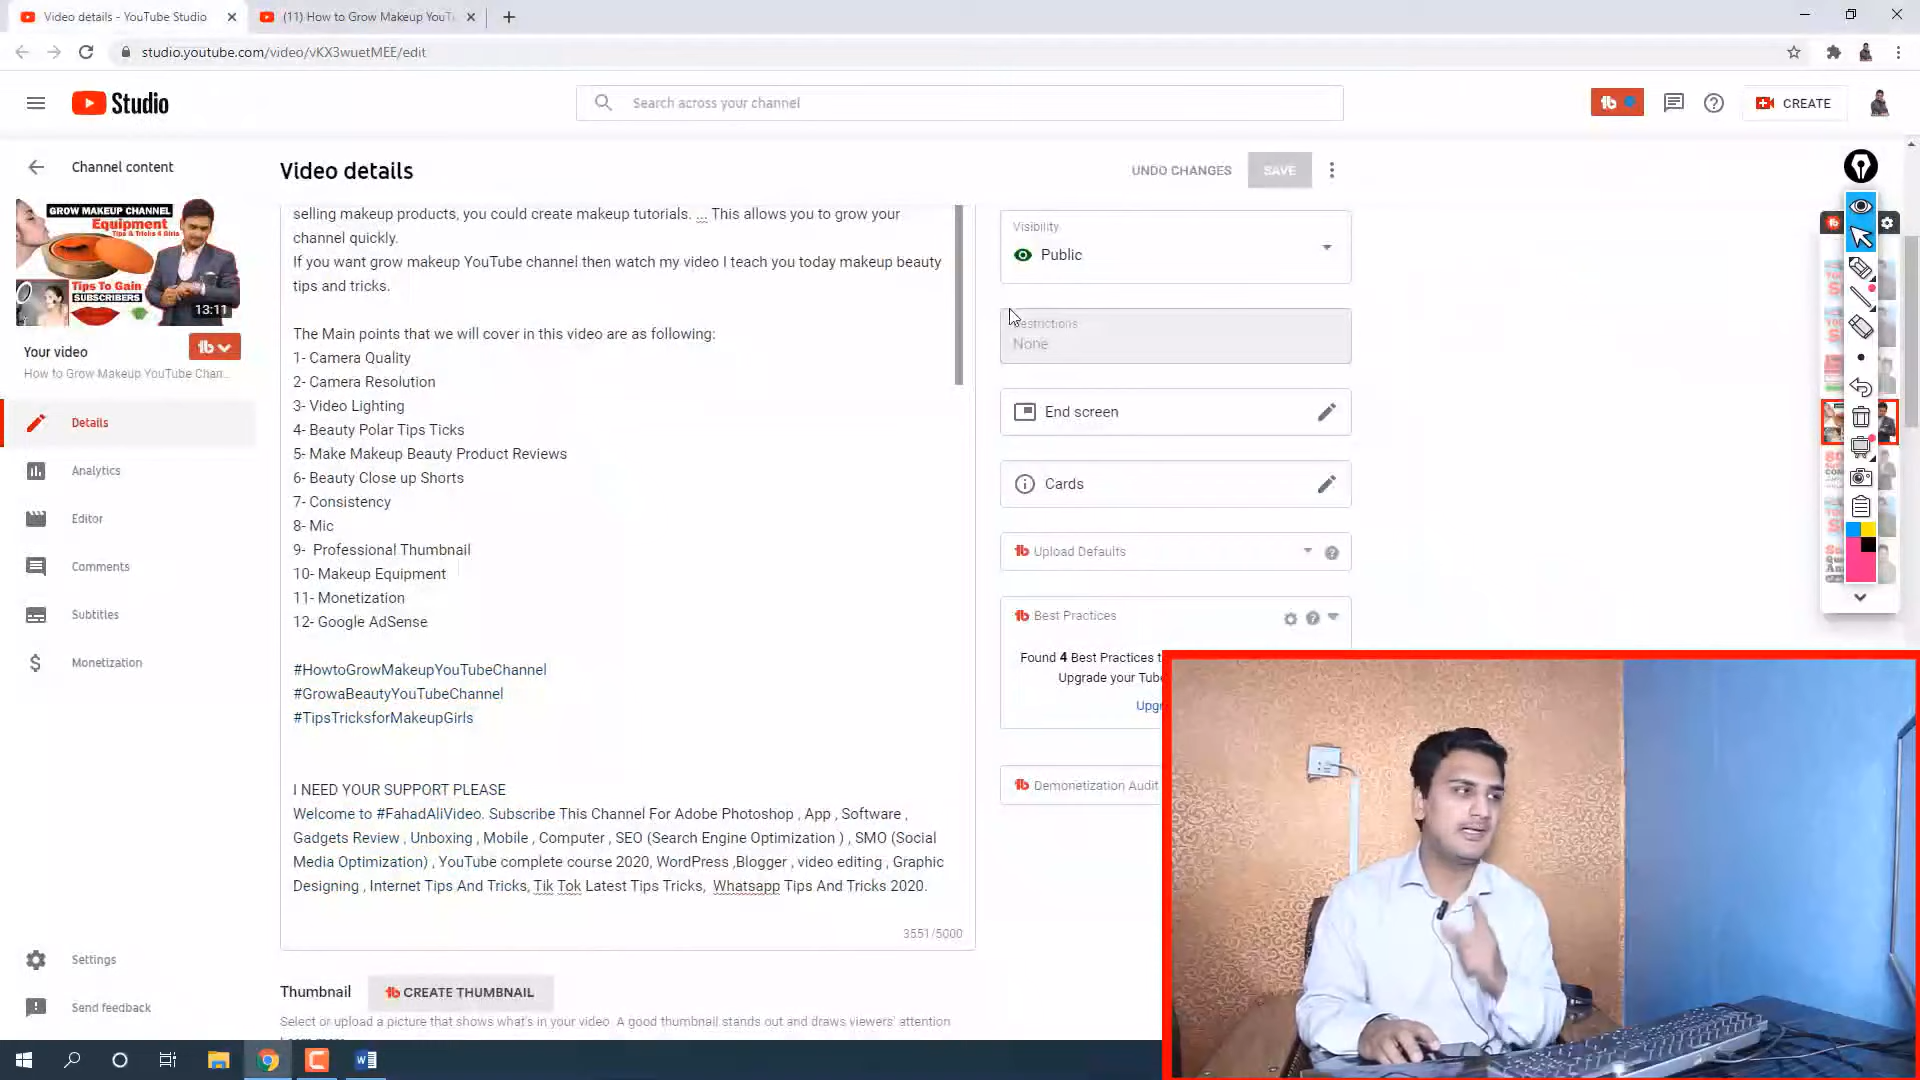 Video details - YouTube Studio
(11) How to Grow Makeup YouT
studio.youtube.com/video/vKX3wuetMEE/edit
Studio
Search across your channel
CREATE
Channel content
GROW MAKEUP CHANNEL
Equipment
Tips & Tricks 4 Girls
Tips To Gain
SUBSCRIBERS
13:11
Your video
How to Grow Makeup YouTube Chan...
Details
Analytics
Editor
Comments
Subtitles
Monetization
Settings
Send feedback
Video details
UNDO CHANGES
SAVE
selling makeup products, you could create makeup tutorials. ... This allows you to grow your
channel quickly.
If you want grow makeup YouTube channel then watch my video I teach you today makeup beauty
tips and tricks.
The Main points that we will cover in this video are as following:
1- Camera Quality
2- Camera Resolution
3- Video Lighting
4- Beauty Polar Tips Ticks
5- Make Makeup Beauty Product Reviews
6- Beauty Close up Shorts
7- Consistency
8- Mic
9- Professional Thumbnail
10- Makeup Equipment
11- Monetization
12- Google AdSense
#HowtoGrowMakeupYouTubeChannel
#GrowaBeautyYouTubeChannel
#TipsTricksforMakeupGirls
I NEED YOUR SUPPORT PLEASE
Welcome to #FahadAliVideo. Subscribe This Channel For Adobe Photoshop , App , Software ,
Gadgets Review , Unboxing , Mobile , Computer , SEO (Search Engine Optimization ) , SMO (Social
Media Optimization) , YouTube complete course 2020, WordPress ,Blogger , video editing , Graphic
Designing , Internet Tips And Tricks, Tik Tok Latest Tips Tricks, Whatsapp Tips And Tricks 2020.
3551/5000
Thumbnail
CREATE THUMBNAIL
Select or upload a picture that shows what's in your video. A good thumbnail stands out and draws viewers' attention
Visibility
Public
estrictions
None
End screen
Cards
Upload Defaults
Best Practices
Found 4 Best Practices t
Upgrade your Tube
Upgr
Demonetization Audit